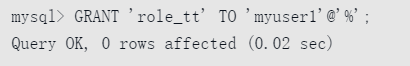 mysql> GRANT 'role_tt' TO 'myuser1'@'%';
Query OK, 0 rows affected (0.02 sec)